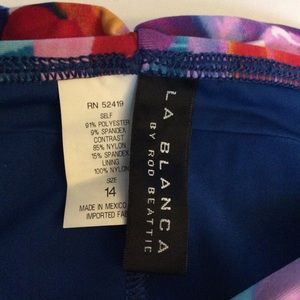 RN 52419
SELF
91% POLYESTER
9% SPANDEX
CONTRAST
85% NYLON
15% SPANDEX
LINING
100% NYLON
SIZE
14
MADE IN MEXICO
IMPORTED FA
LA BLANCA
BY ROD BEATTIE